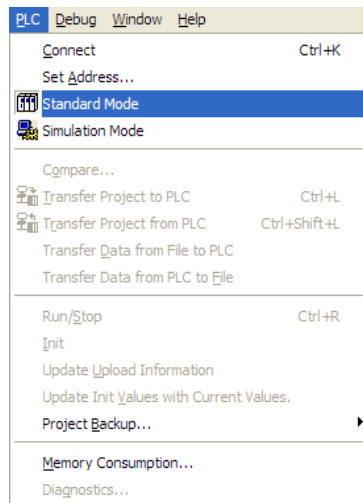 PLC Debug Window Help
Connect Ctrl+K
Set Address...
Standard Mode
Simulation Mode
Compare...
Transfer Project to PLC Ctrl+L
Transfer Project from PLC Ctrl+Shift+L
Transfer Data from File to PLC
Transfer Data from PLC to File
Run/Stop Ctrl+R
Init
Update Upload Information
Update Init Values with Current Values.
Project Backup...
Memory Consumption...
Diagnostics...